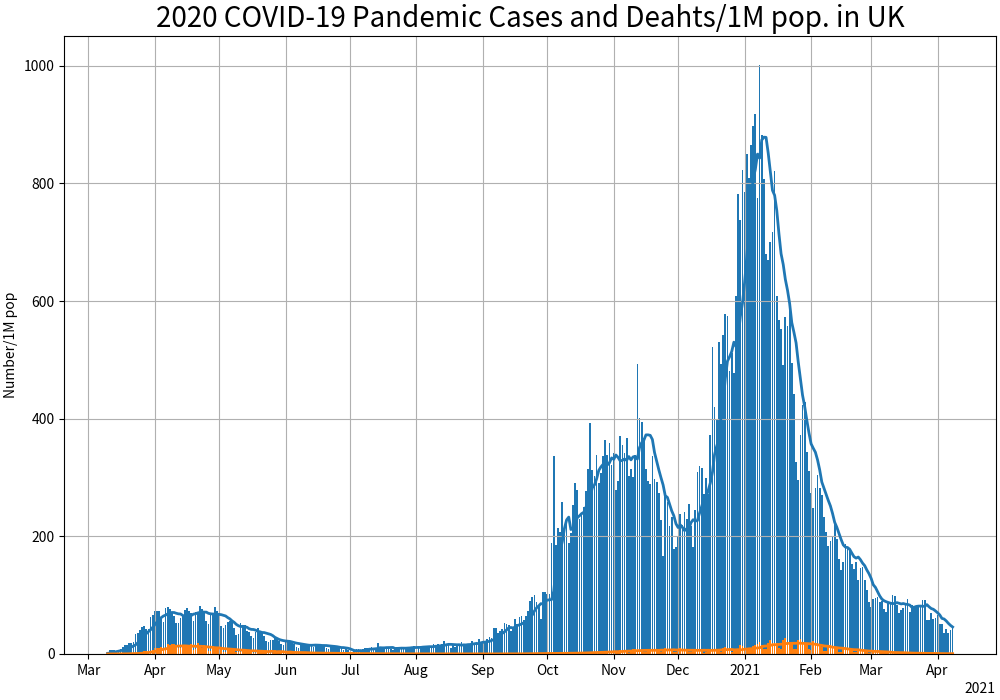 2020 COVID-19 Pandemic Cases and Deahts/1M pop. in UK
Number/1M pop
1000
800
600
400
200
0
Mar Apr May Jun Jul Aug Sep Oct Nov Dec 2021 Feb Mar Apr
2021